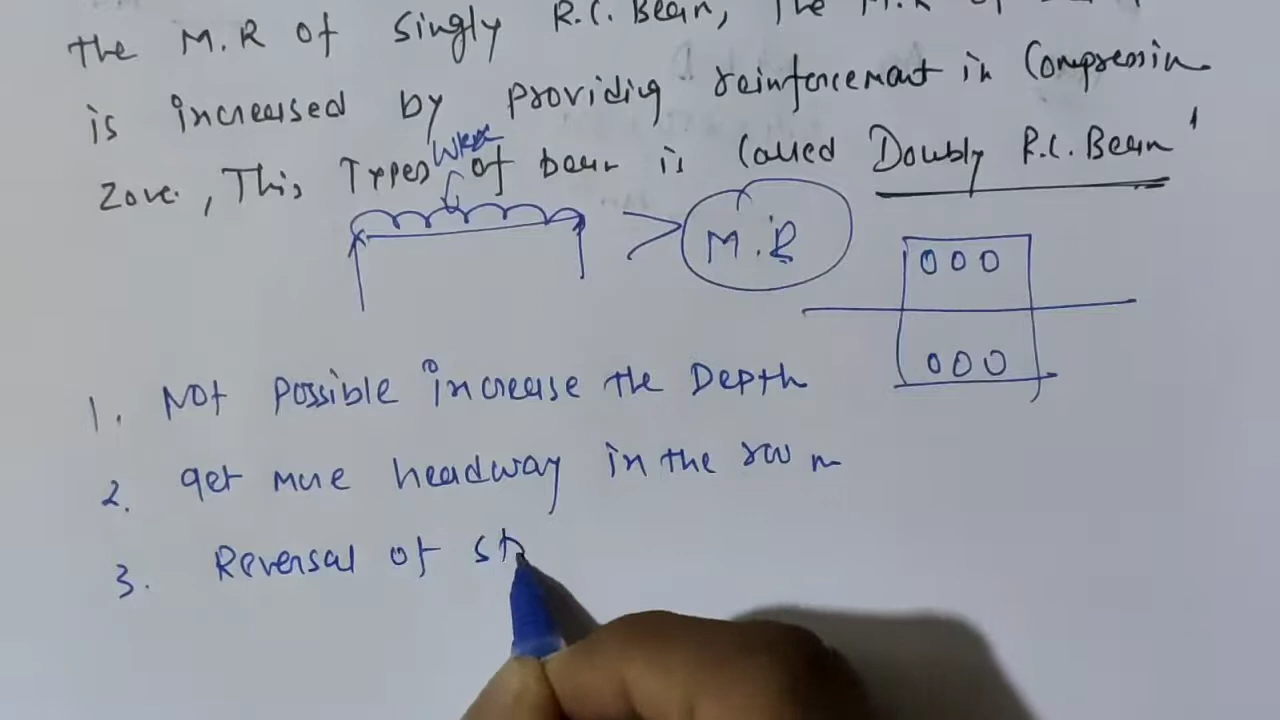 the M.R of singly R.C. Beam, The M.R of
is increased by providing reinforcement in Compression
zone, This Types of beam is called Doubly R.C. Beam'
M.R
1. Not possible increase the Depth
2. get more headway in the room
3. Reversal of st